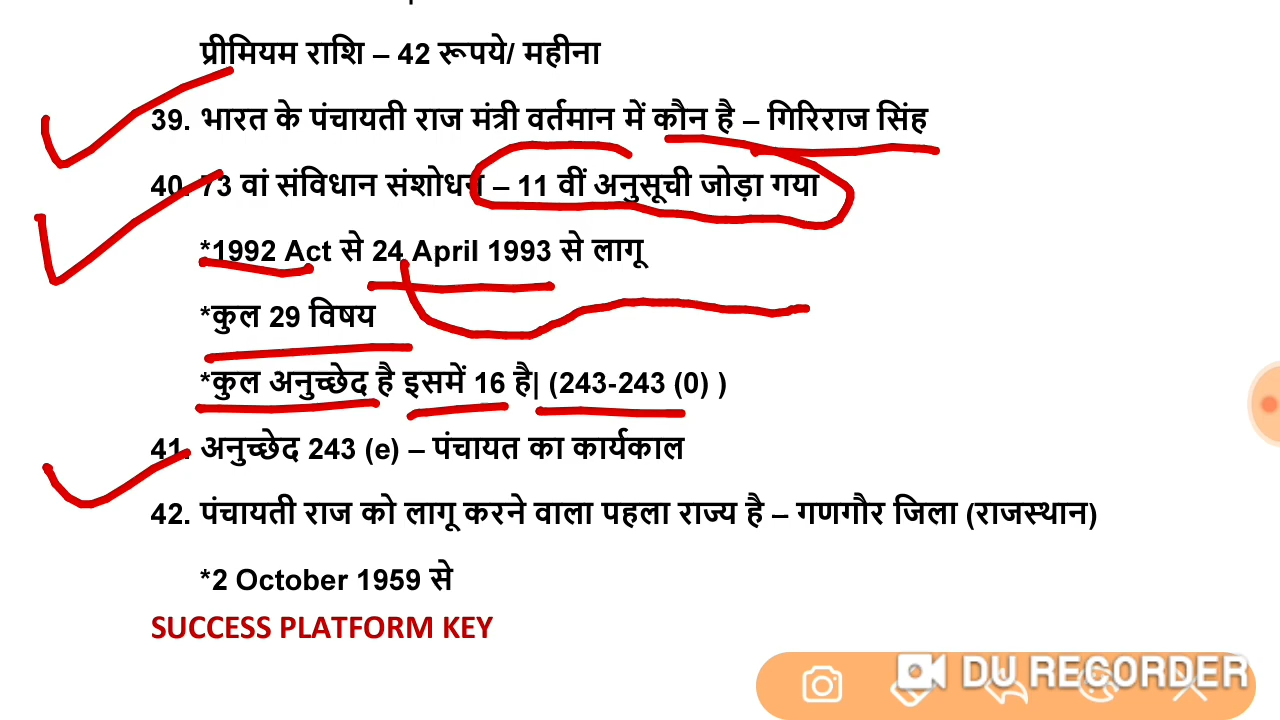 प्रीमियम राशि – 42 रूपये/ महीना
39. भारत के पंचायती राज मंत्री वर्तमान में कौन है – गिरिराज सिंह
40. 73 वां संविधान संशोधन – 11 वीं अनुसूची जोड़ा गया
*1992 Act से 24 April 1993 से लागू
*कुल 29 विषय
*कुल अनुच्छेद है इसमें 16 है| (243-243 (0) )
41. अनुच्छेद 243 (e) – पंचायत का कार्यकाल
42. पंचायती राज को लागू करने वाला पहला राज्य है – गणगौर जिला (राजस्थान)
*2 October 1959 से
SUCCESS PLATFORM KEY
DU RECORDER